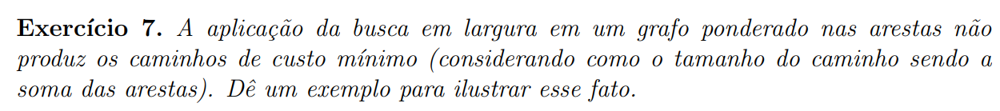 Exercício 7. A aplicação da busca em largura em um grafo ponderado nas arestas não
produz os caminhos de custo mínimo (considerando como o tamanho do caminho sendo a
soma das arestas). Dê um exemplo para ilustrar esse fato.